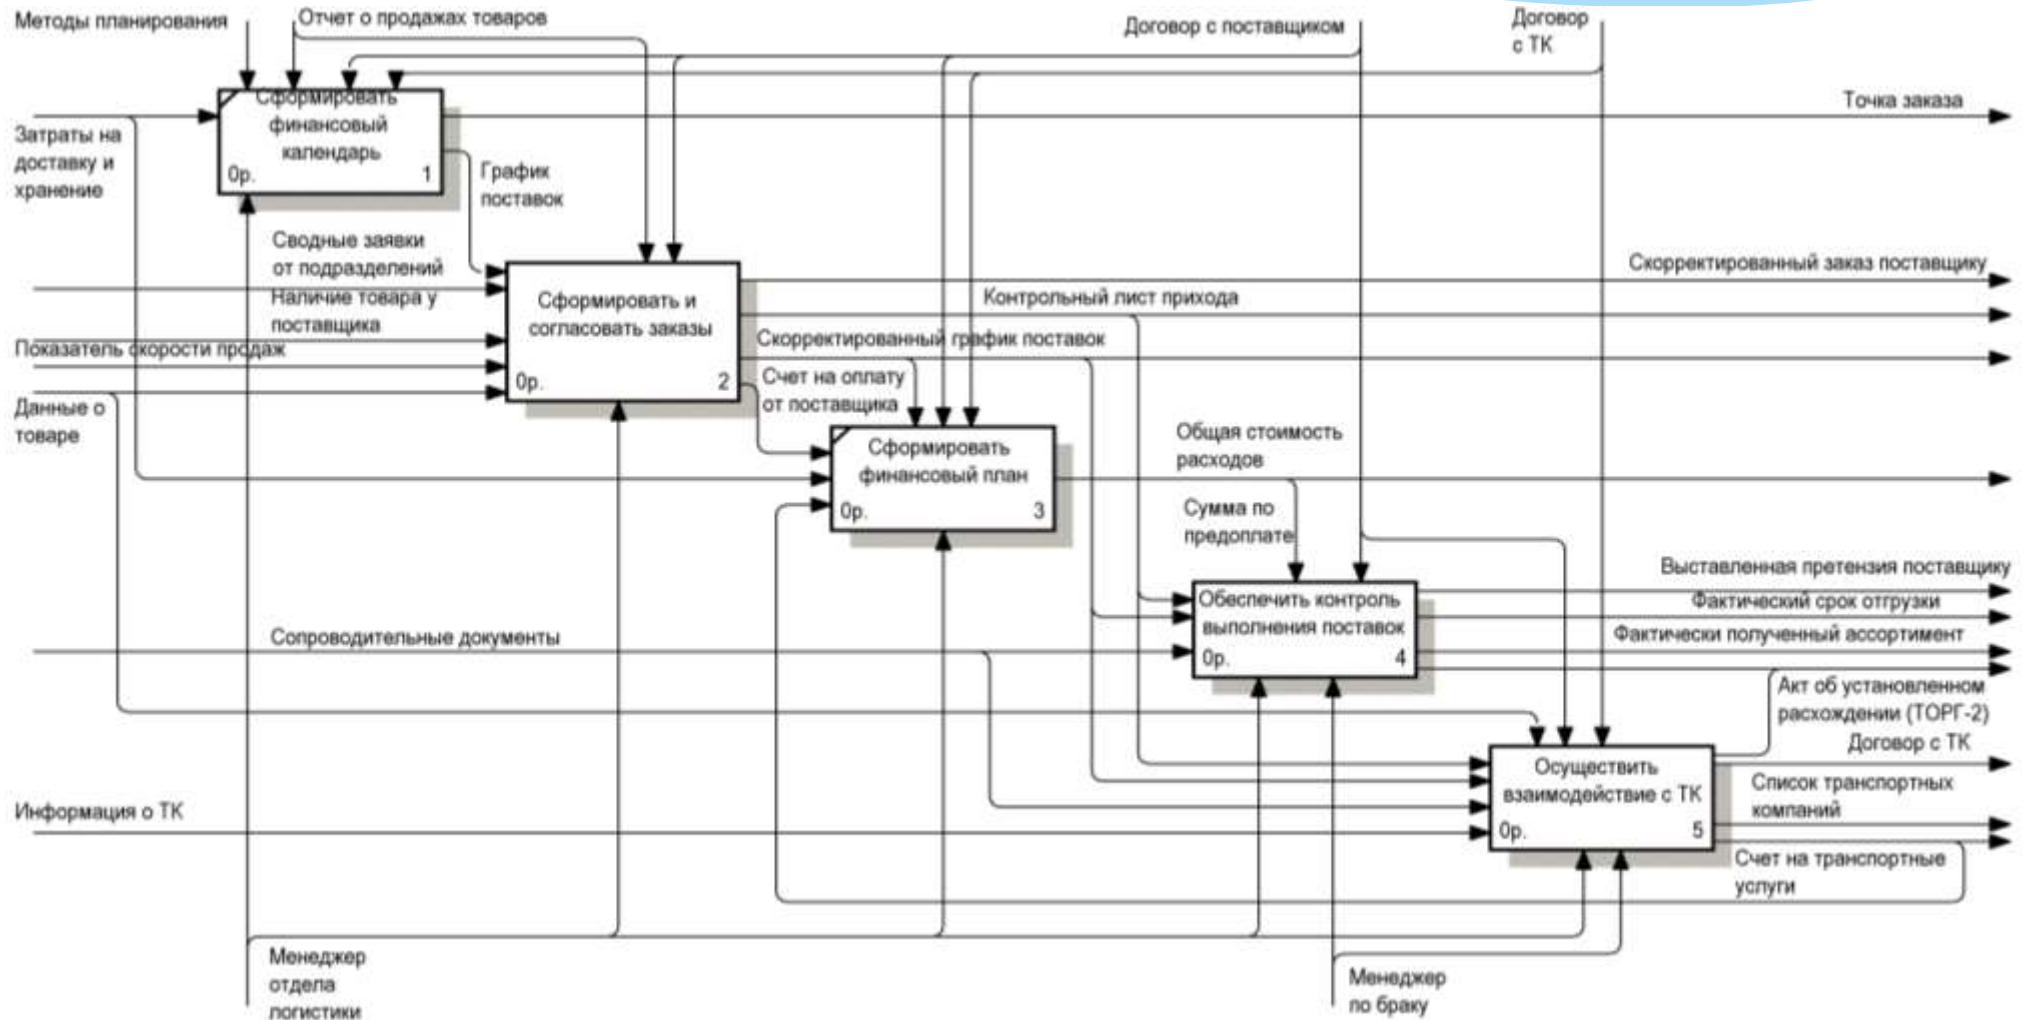 Методы планирования
Отчет о продажах товаров
Договор с поставщиком
Договор
с ТК
Сформировать
финансовый
календарь
0р.
1
Точка заказа
Затраты на
доставку и
хранение
График
поставок
Сводные заявки
от подразделений
Наличие товара у
поставщика
Показатель скорости продаж
Данные о
товаре
Сформировать и
согласовать заказы
0р.
2
Скорректированный заказ поставщику
Контрольный лист прихода
Скорректированный график поставок
Счет на оплату
от поставщика
Сформировать
финансовый план
0р.
3
Общая стоимость
расходов
Сумма по
предоплате
Обеспечить контроль
выполнения поставок
0р.
4
Выставленная претензия поставщику
Фактический срок отгрузки
Фактически полученный ассортимент
Сопроводительные документы
Акт об установленном
расхождении (ТОРГ-2)
Договор с ТК
Осуществить
взаимодействие с ТК
0р.
5
Список транспортных
компаний
Информация о ТК
Счет на транспортные
услуги
Менеджер
отдела
логистики
Менеджер
по браку